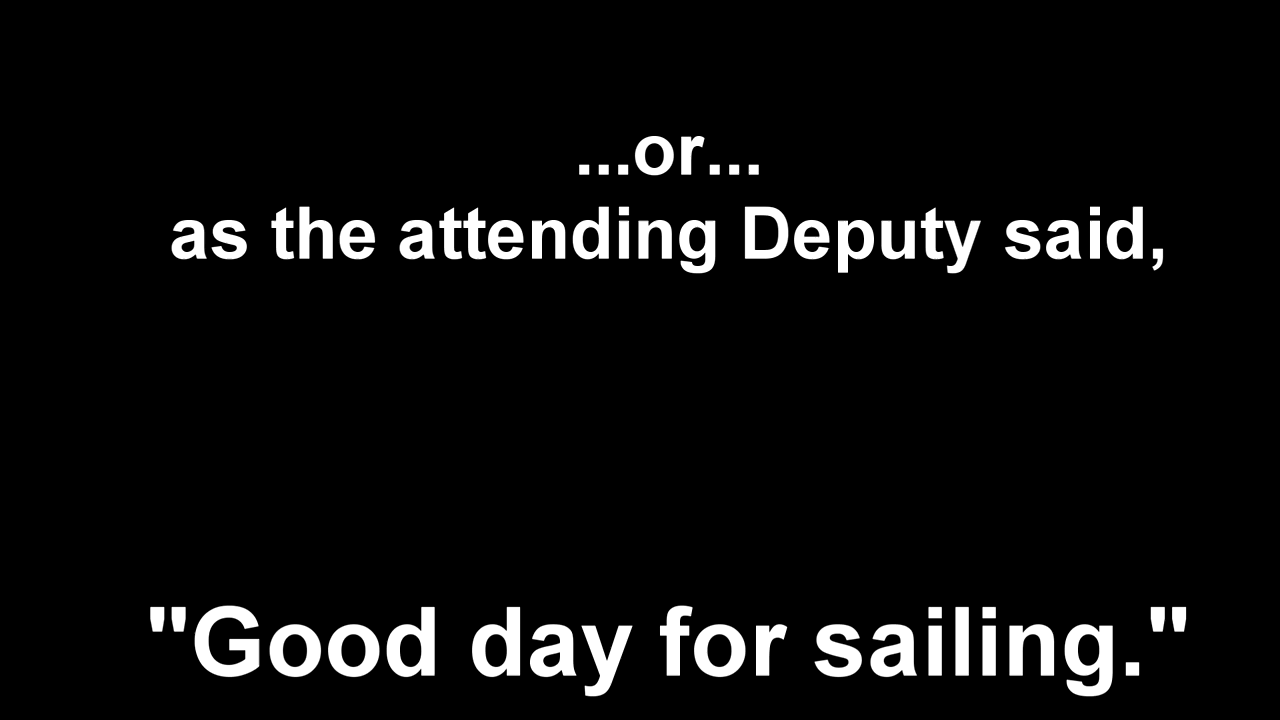 ...or...
as the attending Deputy said,
"Good day for sailing."